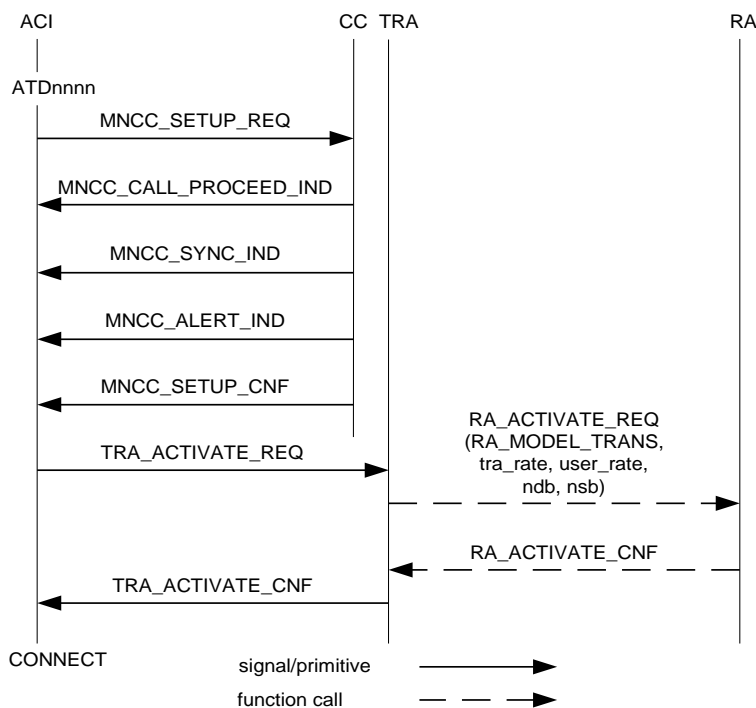 ACI
CC
TRA
RA
ATDnnnn
MNCC_SETUP_REQ
MNCC_CALL_PROCEED_IND
MNCC_SYNC_IND
MNCC_ALERT_IND
MNCC_SETUP_CNF
TRA_ACTIVATE_REQ
RA_ACTIVATE_REQ
(RA_MODEL_TRANS,
tra_rate, user_rate,
ndb, nsb)
RA_ACTIVATE_CNF
TRA_ACTIVATE_CNF
CONNECT
signal/primitive
function call